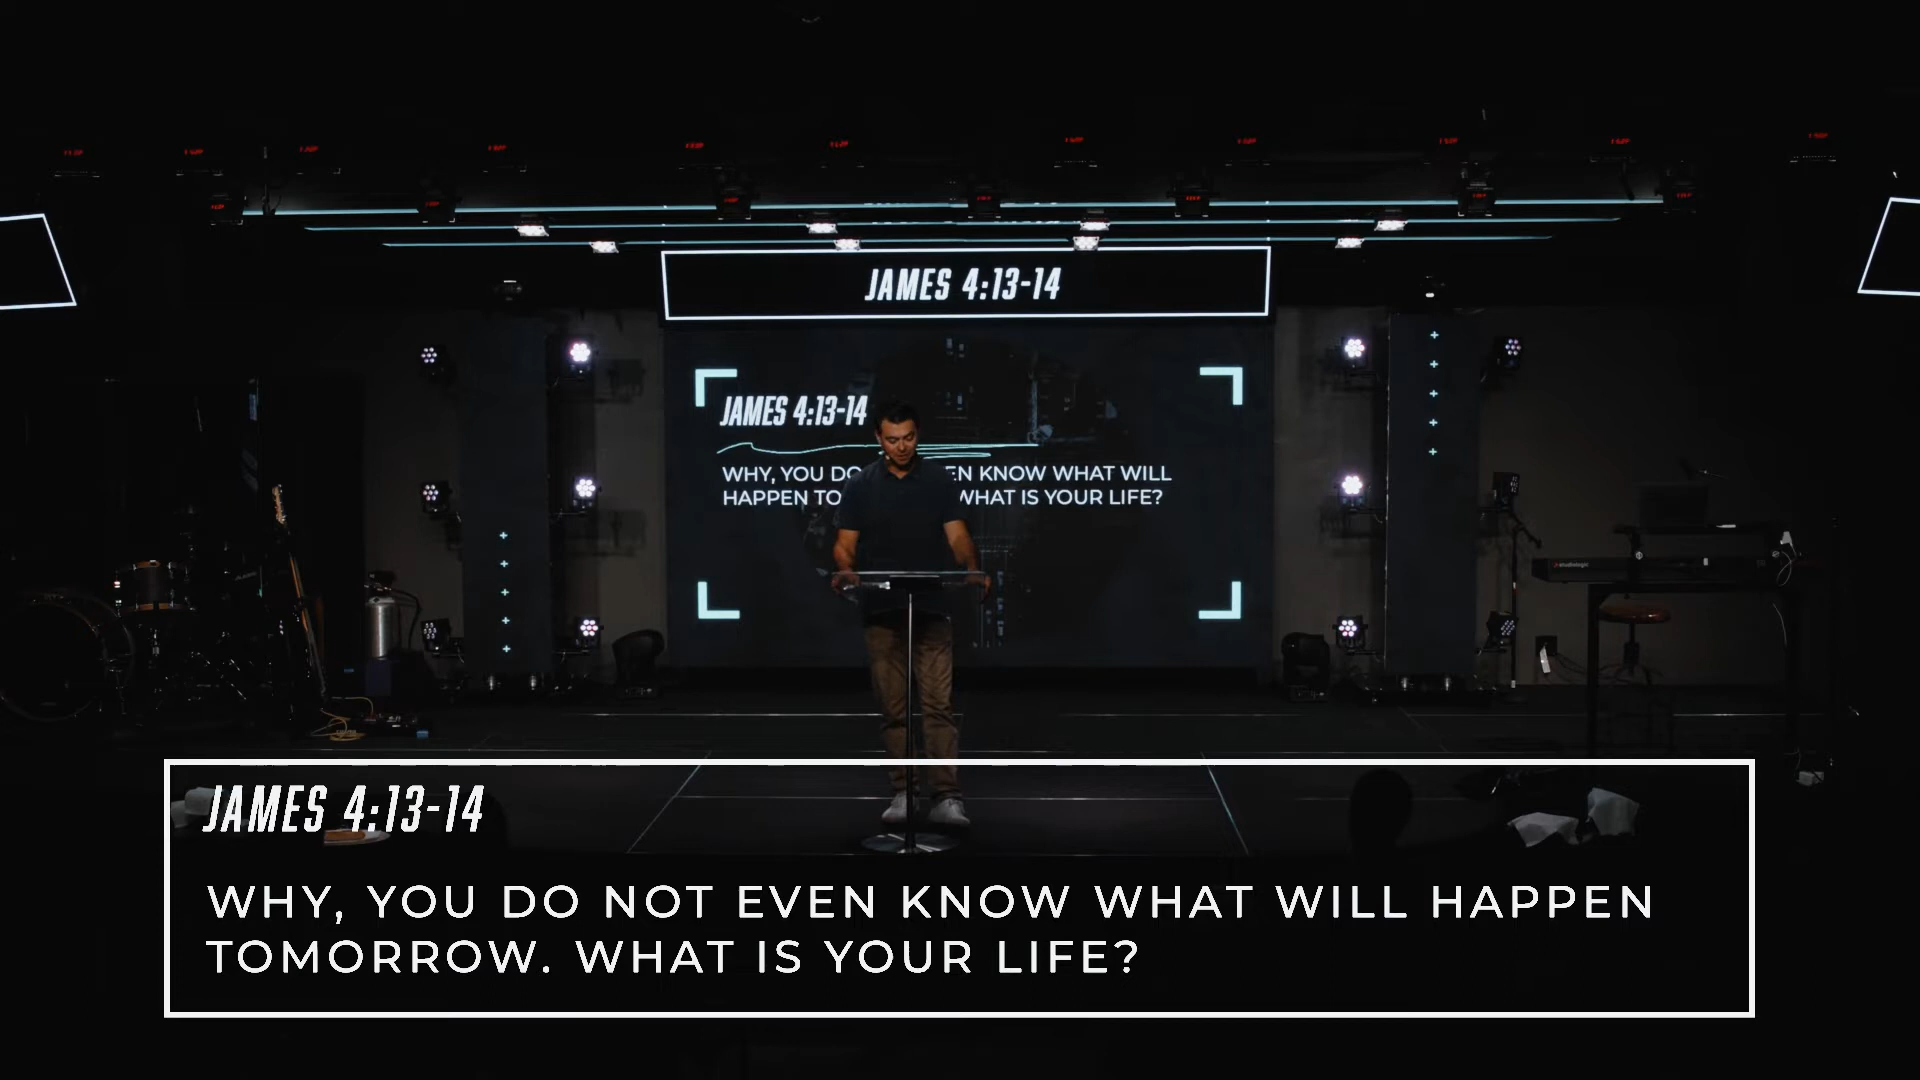 JAMES 4:13-14
JAMES 4:13-14
WHY, YOU DO EN KNOW WHAT WILL
HAPPEN TO WHAT IS YOUR LIFE?
studiologic
JAMES 4:13-14
WHY, YOU DO NOT EVEN KNOW WHAT WILL HAPPEN
TOMORROW. WHAT IS YOUR LIFE?